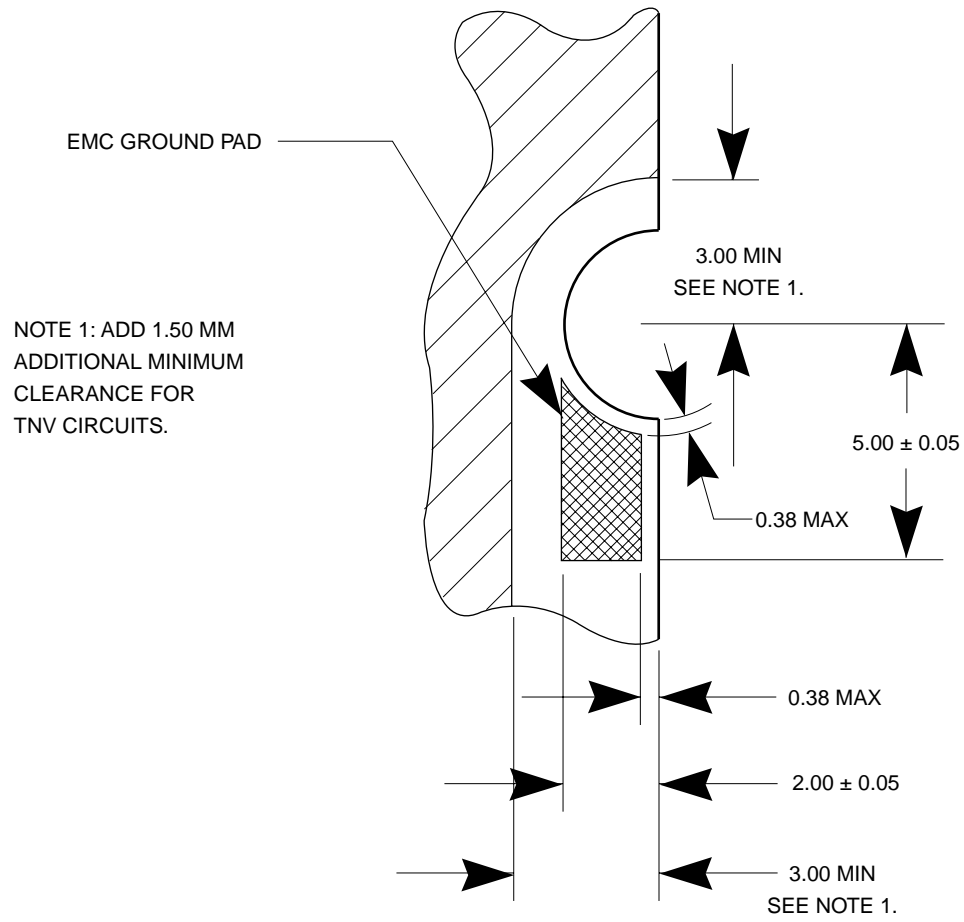 EMC GROUND PAD
3.00 MIN
SEE NOTE 1.
NOTE 1: ADD 1.50 MM
ADDITIONAL MINIMUM
CLEARANCE FOR
TNV CIRCUITS.
5.00 ± 0.05
0.38 MAX
0.38 MAX
2.00 ± 0.05
3.00 MIN
SEE NOTE 1.